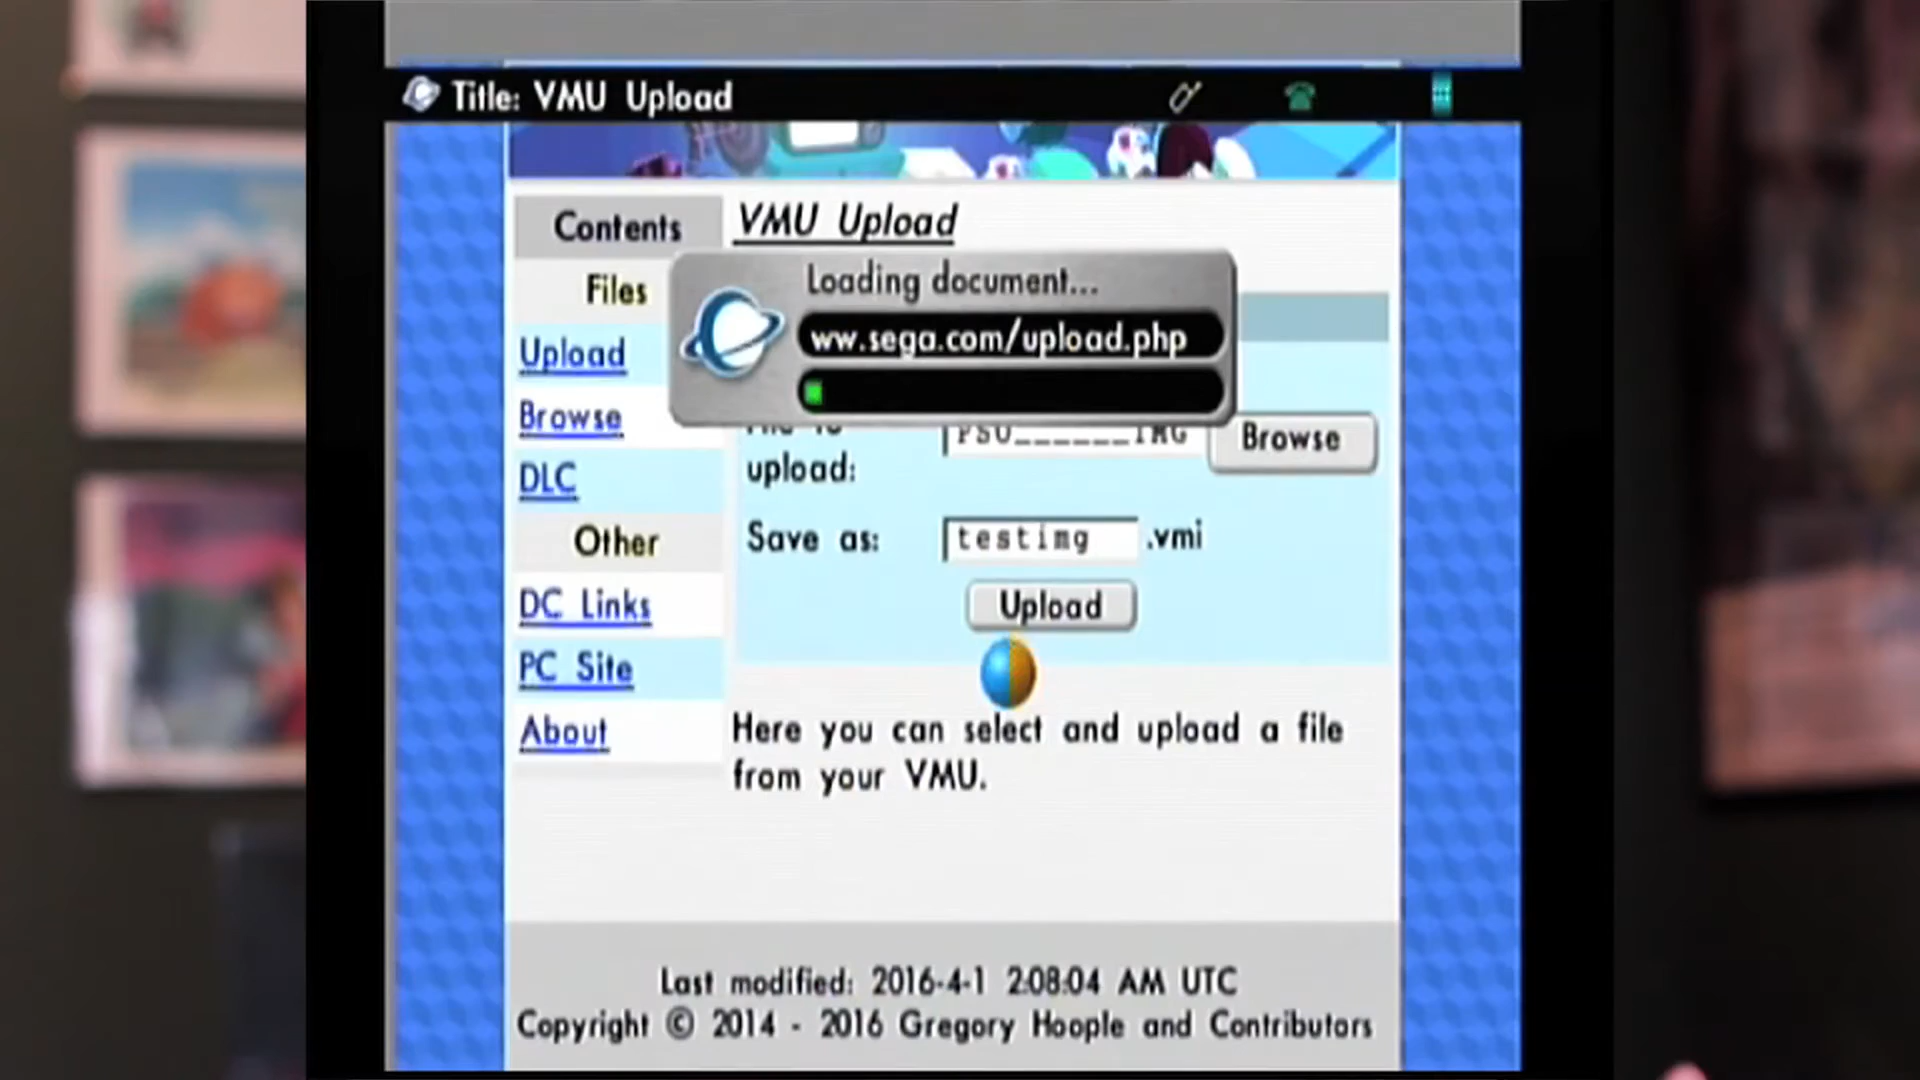 Title: VMU Upload
Contents
VMU Upload
Files
Loading document...
ww.sega.com/upload.php
Upload
Browse
PSO______IMG
Browse
upload:
DLC
Save as: testimg .vmi
Other
Upload
DC Links
PC Site
Here you can select and upload a file
from your VMU.
About
Last modified: 2016-4-1 2:08:04 AM UTC
Copyright © 2014 - 2016 Gregory Hoople and Contributors